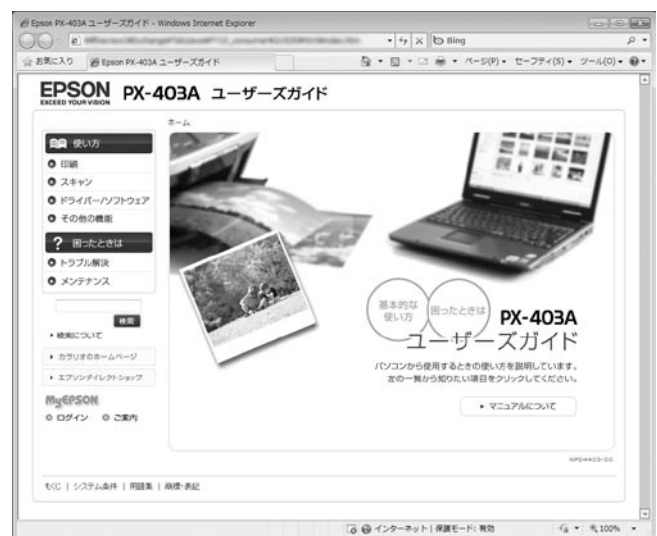 Epson PX-403A ユーザーズガイド - Windows Internet Explorer
Bing
お気に入り
Epson PX-403A ユーザーズガイド
ページ(P) セーフティ(S) ツール(O)
EPSON
EXCEED YOUR VISION
PX-403A ユーザーズガイド
ホーム
使い方
印刷
スキャン
ドライバー/ソフトウェア
その他の機能
? 困ったときは
トラブル解決
メンテナンス
検索
検索について
カラリオのホームページ
エプソンダイレクトショップ
MyEPSON
ログイン ご案内
基本的な
使い方
困ったときは
PX-403A
ユーザーズガイド
パソコンから使用するときの使い方を説明しています。
左の一覧から知りたい項目をクリックしてください。
マニュアルについて
NPD4403-00
もくじ | システム条件 | 用語集 | 商標・表記
インターネット | 保護モード: 有効
100%